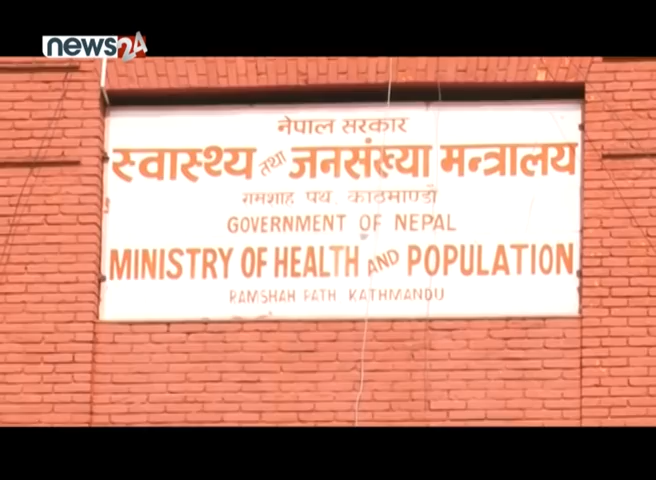 news24
नेपाल सरकार
स्वास्थ्य तथा जनसंख्या मन्त्रालय
रामशाह पथ, काठमाण्डौ
GOVERNMENT OF NEPAL
MINISTRY OF HEALTH AND POPULATION
RAMSHAH PATH KATHMANDU